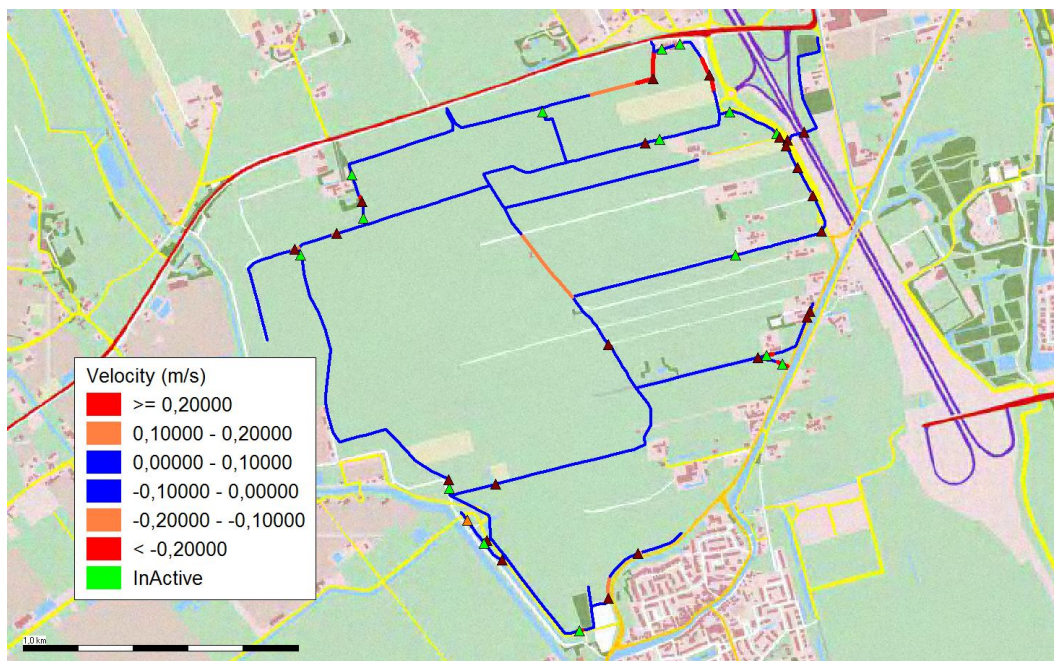 Velocity (m/s)
>= 0,20000
0,10000 - 0,20000
0,00000 - 0,10000
-0,10000 - 0,00000
-0,20000 - -0,10000
< -0,20000
InActive
1,0 km